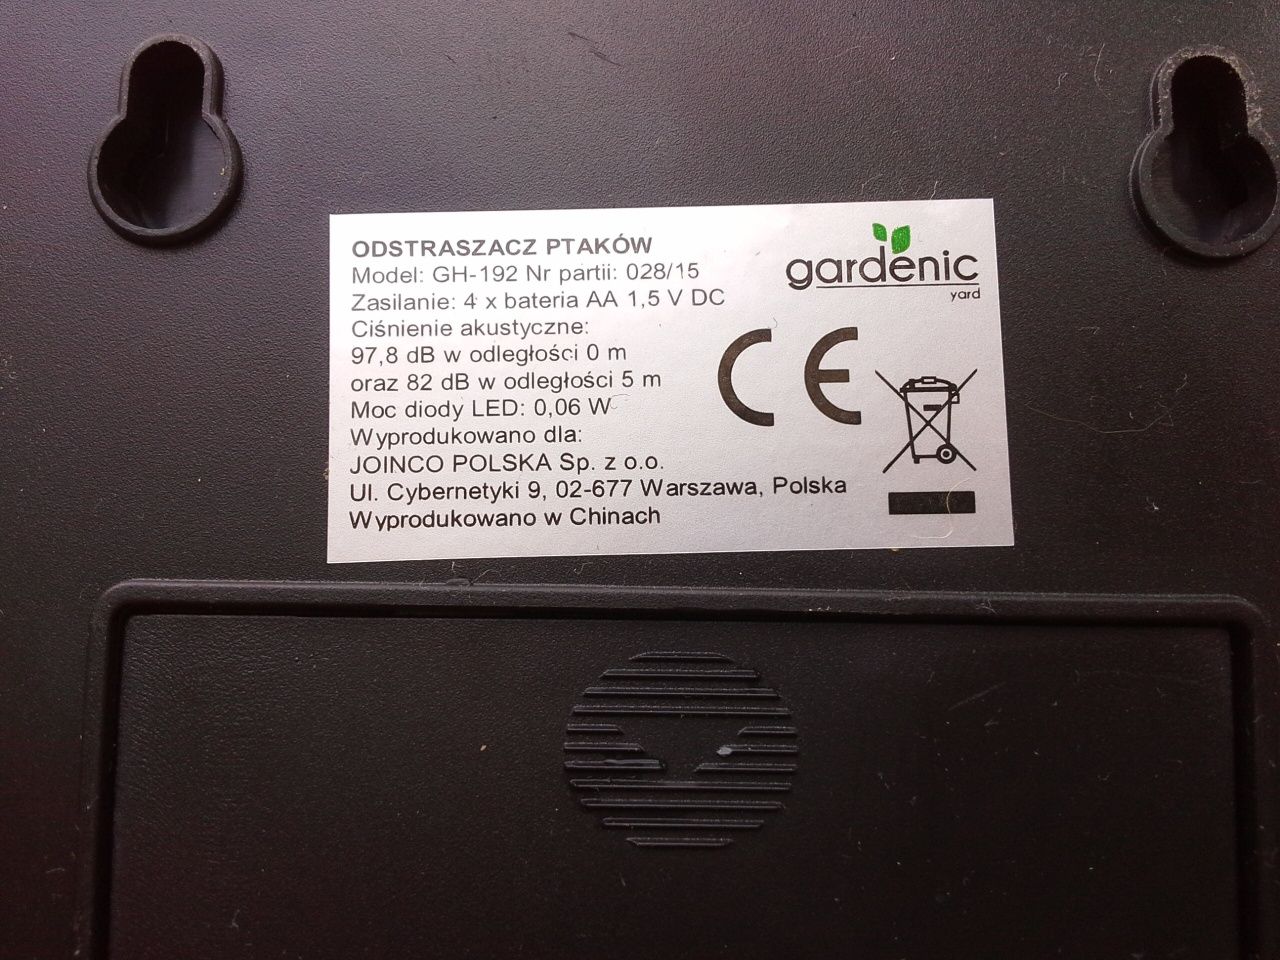 ODSTRASZACZ PTAKÓW
Model: GH-192 Nr partii: 028/15
Zasilanie: 4 x bateria AA 1,5 V DC
Ciśnienie akustyczne:
97,8 dB w odległości 0 m
oraz 82 dB w odległości 5 m
Moc diody LED: 0,06 W
Wyprodukowano dla:
JOINCO POLSKA Sp. z o.o.
Ul. Cybernetyki 9, 02-677 Warszawa, Polska
Wyprodukowano w Chinach
gardenic
yard
CE